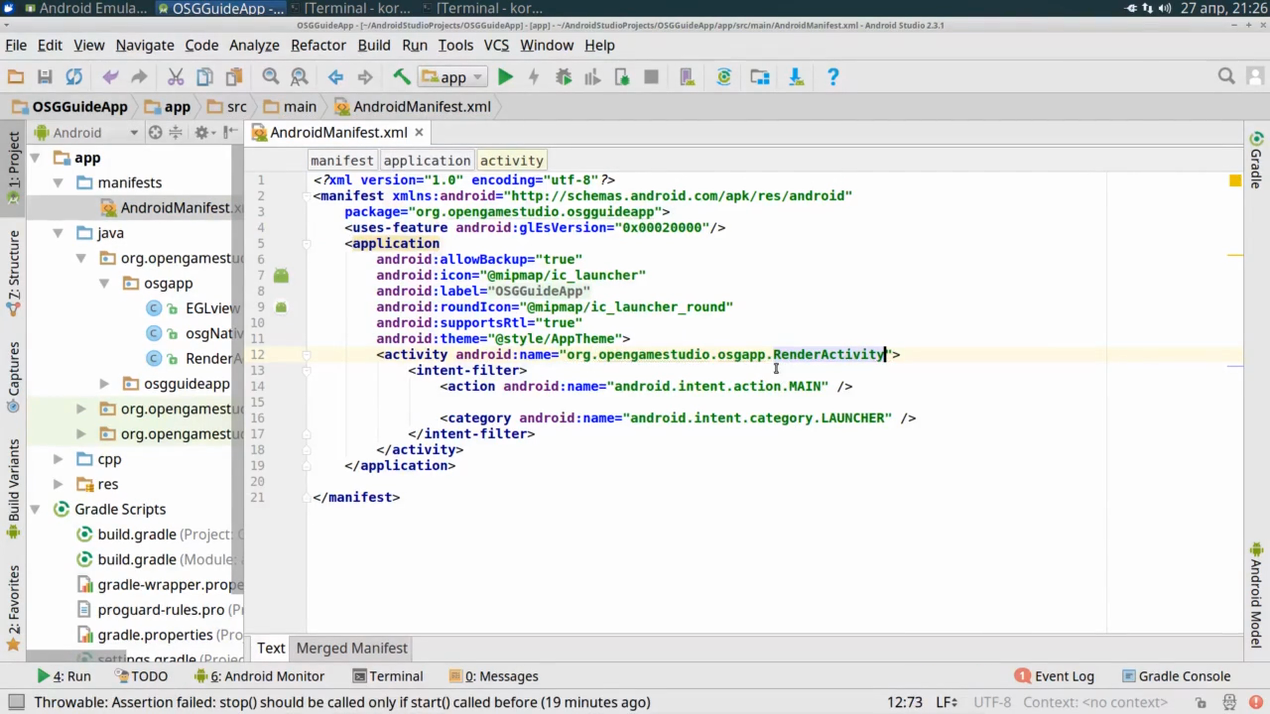 Android Emula...
OSGGuideApp -...
[Terminal - kor...
[Terminal - kor...
27 апр, 21:26
OSGGuideApp - [~/AndroidStudioProjects/OSGGuideApp] - [app] - ~/AndroidStudioProjects/OSGGuideApp/app/src/main/AndroidManifest.xml - Android Studio 2.3.1
File Edit View Navigate Code Analyze Refactor Build Run Tools VCS Window Help
app
OSGGuideApp app src main AndroidManifest.xml
Android
AndroidManifest.xml
manifest application activity
1: Project
7: Structure
Captures
Build Variants
2: Favorites
app
manifests
AndroidManifest.x
java
org.opengamestu
osgapp
EGLview
osgNativ
RenderA
osgguideapp
org.opengamestu
org.opengamestu
cpp
res
Gradle Scripts
build.gradle (Project:
build.gradle (Module:
gradle-wrapper.prope
proguard-rules.pro (
gradle.properties (
settings.gradle (Proje
1 <?xml version="1.0" encoding="utf-8"?>
2 <manifest xmlns:android="http://schemas.android.com/apk/res/android"
3 package="org.opengamestudio.osgguideapp">
4 <uses-feature android:glEsVersion="0x00020000"/>
5 <application
6 android:allowBackup="true"
7 android:icon="@mipmap/ic_launcher"
8 android:label="OSGGuideApp"
9 android:roundIcon="@mipmap/ic_launcher_round"
10 android:supportsRtl="true"
11 android:theme="@style/AppTheme">
12 <activity android:name="org.opengamestudio.osgapp.RenderActivity">
13 <intent-filter>
14 <action android:name="android.intent.action.MAIN" />
15
16 <category android:name="android.intent.category.LAUNCHER" />
17 </intent-filter>
18 </activity>
19 </application>
20
21 </manifest>
Gradle
Android Model
Text Merged Manifest
4: Run TODO 6: Android Monitor Terminal 0: Messages Event Log Gradle Console
Throwable: Assertion failed: stop() should be called only if start() called before (19 minutes ago) 12:73 LF UTF-8 Context: <no context>